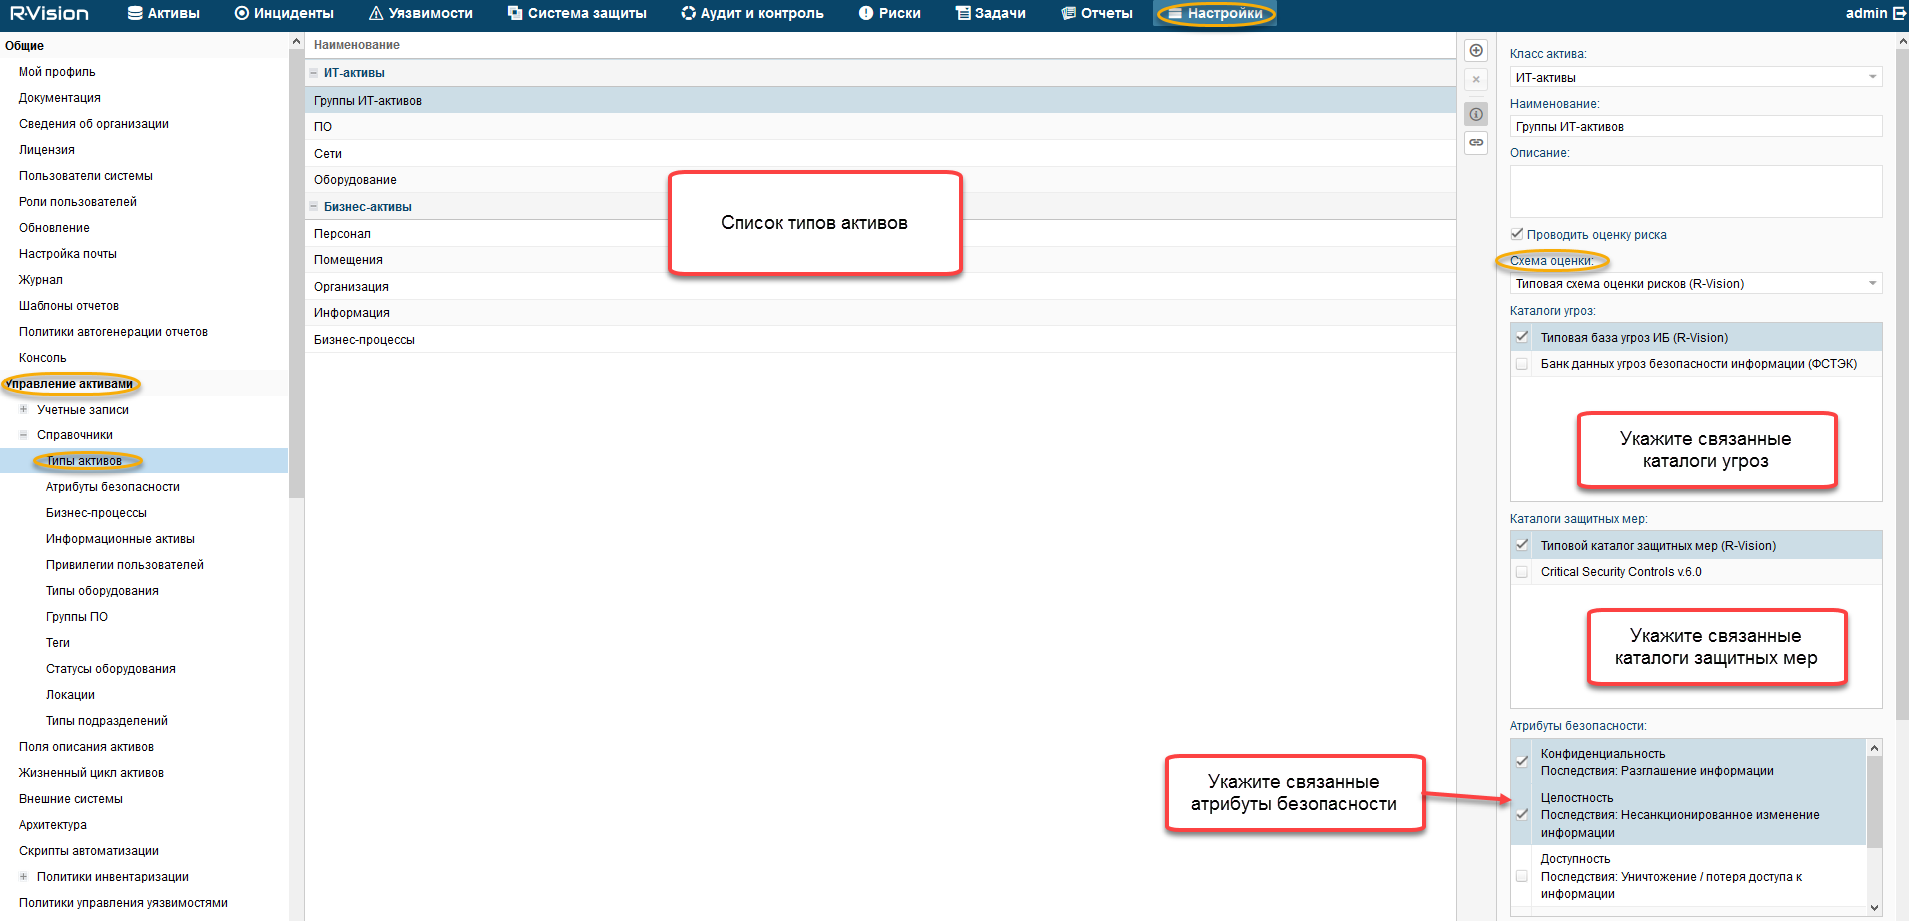 R-Vision
Активы
Инциденты
Уязвимости
Система защиты
Аудит и контроль
Риски
Задачи
Отчеты
Настройки
admin
Общие
Мой профиль
Документация
Сведения об организации
Лицензия
Пользователи системы
Роли пользователей
Обновление
Настройка почты
Журнал
Шаблоны отчетов
Политики автогенерации отчетов
Консоль
Управление активами
Учетные записи
Справочники
Типы активов
Атрибуты безопасности
Бизнес-процессы
Информационные активы
Привилегии пользователей
Типы оборудования
Группы ПО
Теги
Статусы оборудования
Локации
Типы подразделений
Поля описания активов
Жизненный цикл активов
Внешние системы
Архитектура
Скрипты автоматизации
Политики инвентаризации
Политики управления уязвимостями
Наименование
ИТ-активы
Группы ИТ-активов
ПО
Сети
Оборудование
Бизнес-активы
Персонал
Помещения
Организация
Информация
Бизнес-процессы
Список типов активов
Класс актива:
ИТ-активы
Наименование:
Группы ИТ-активов
Описание:
Проводить оценку риска
Схема оценки:
Типовая схема оценки рисков (R-Vision)
Каталоги угроз:
Типовая база угроз ИБ (R-Vision)
Банк данных угроз безопасности информации (ФСТЭК)
Укажите связанные
каталоги угроз
Каталоги защитных мер:
Типовой каталог защитных мер (R-Vision)
Critical Security Controls v.6.0
Укажите связанные
каталоги защитных мер
Атрибуты безопасности:
Конфиденциальность
Последствия: Разглашение информации
Целостность
Последствия: Несанкционированное изменение
информации
Доступность
Последствия: Уничтожение / потеря доступа к
информации
Укажите связанные
атрибуты безопасности